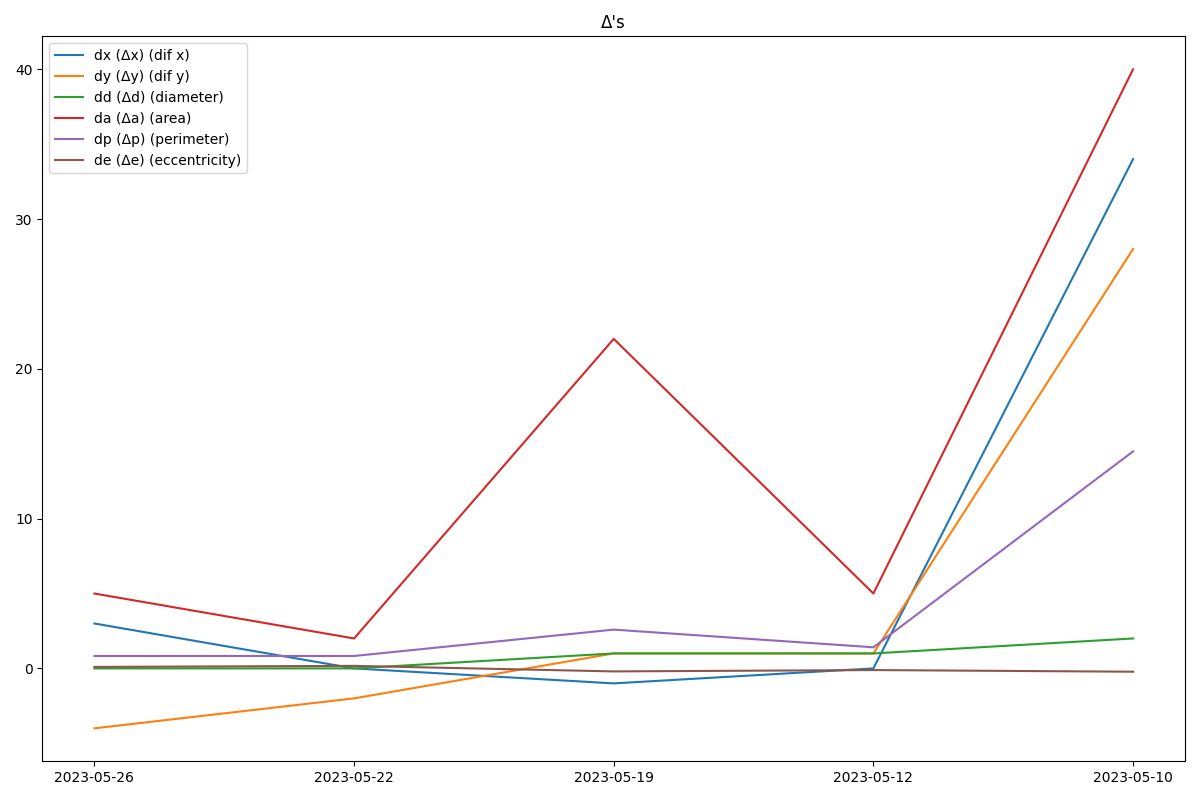 Δ's
dx (Δx) (dif x)
dy (Δy) (dif y)
dd (Δd) (diameter)
da (Δa) (area)
dp (Δp) (perimeter)
de (Δe) (eccentricity)
40
30
20
10
0
2023-05-26 2023-05-22 2023-05-19 2023-05-12 2023-05-10